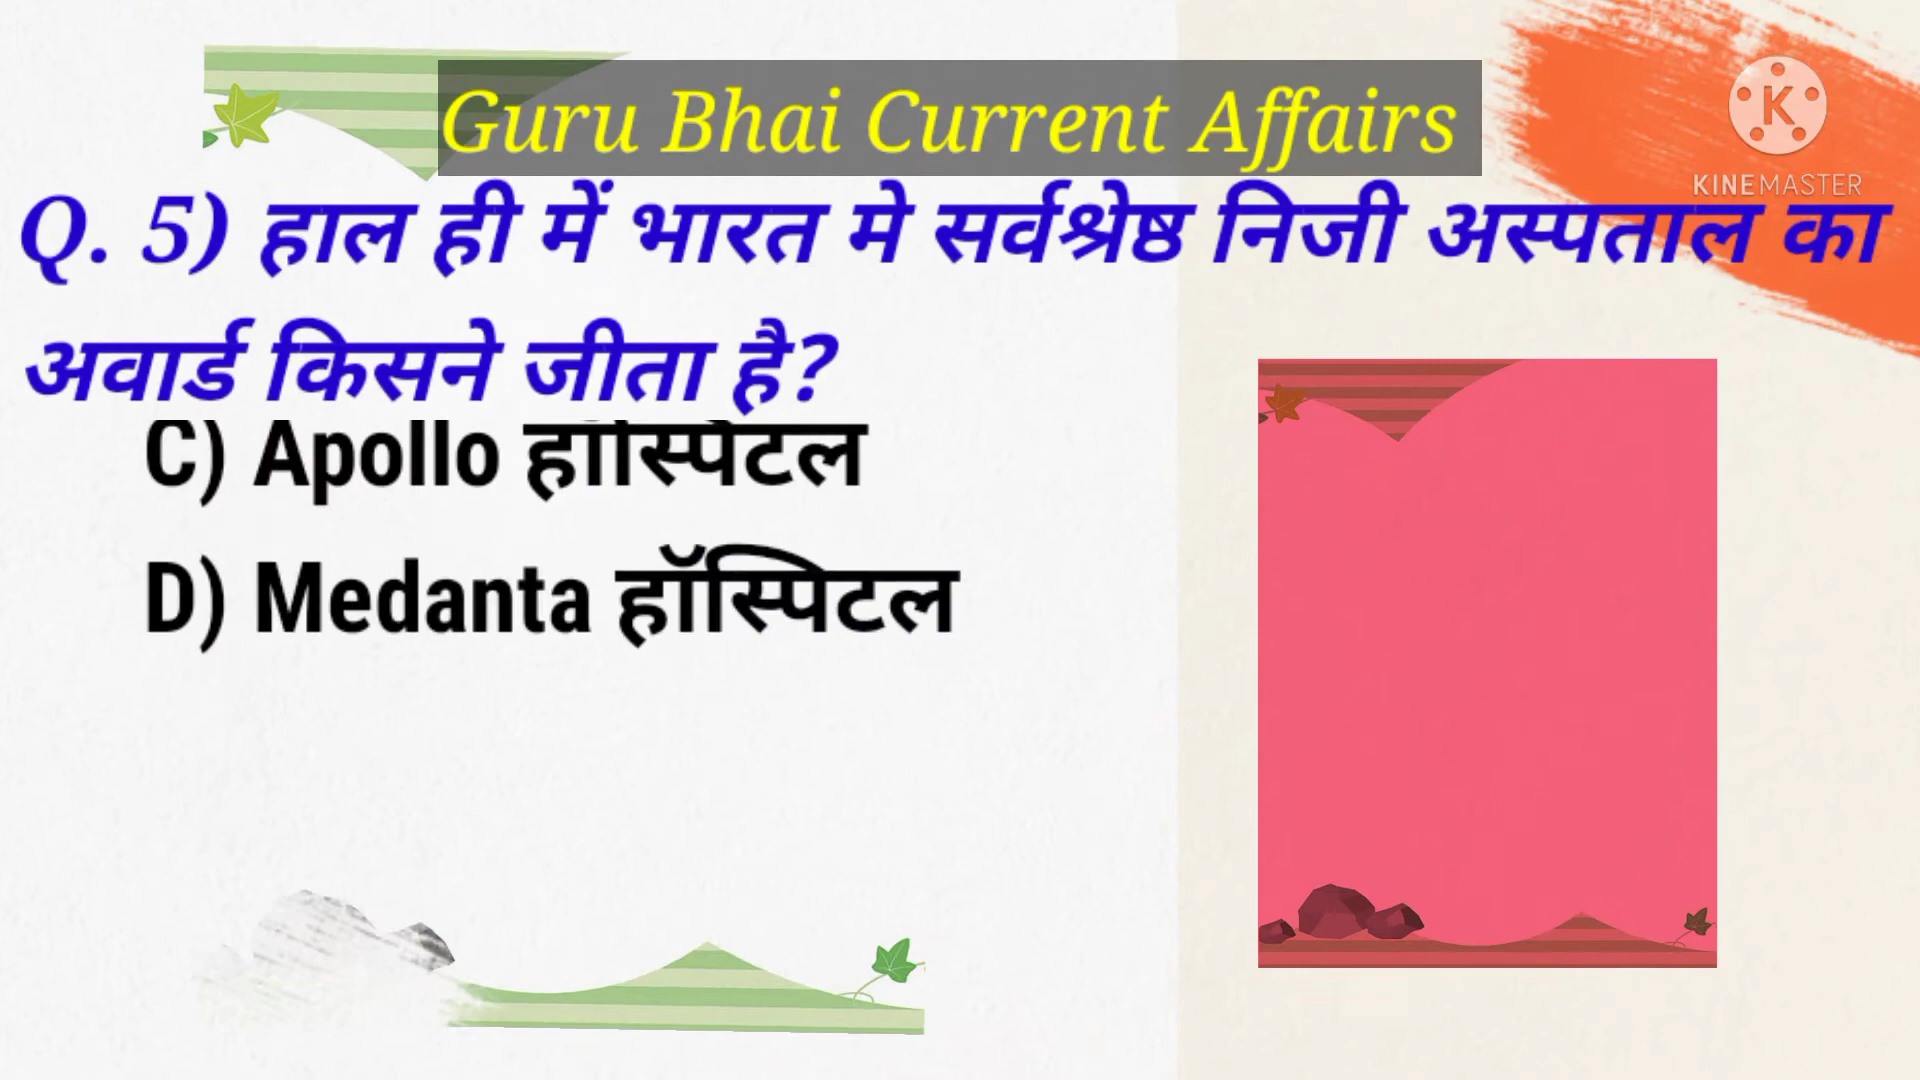 Guru Bhai Current Affairs
KINEMASTER
Q. 5) हाल ही में भारत मे सर्वश्रेष्ठ निजी अस्पताल का
अवार्ड किसने जीता है?
C) Apollo हॉस्पिटल
D) Medanta हॉस्पिटल